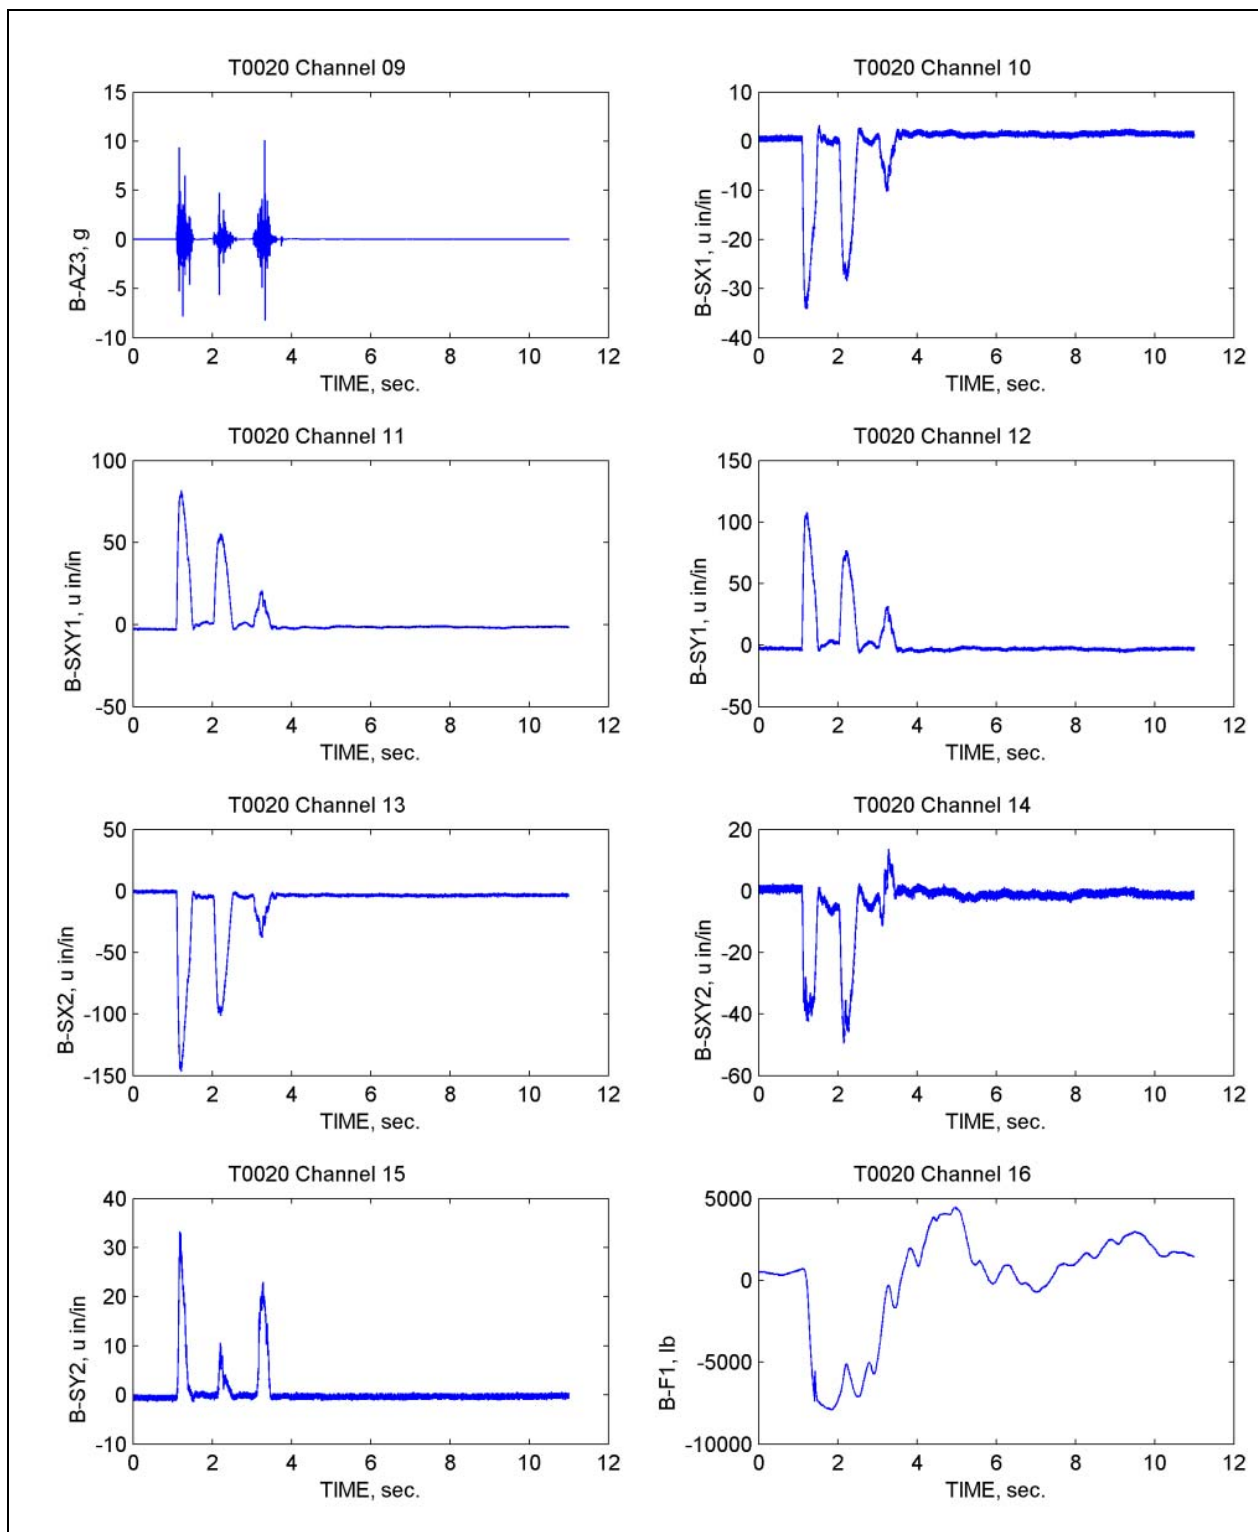 T0020 Channel 09
15
10
5
0
-5
-10
B-AZ3, g
0 2 4 6 8 10 12
TIME, sec.
T0020 Channel 10
10
0
-10
-20
-30
-40
B-SX1, u in/in
0 2 4 6 8 10 12
TIME, sec.
T0020 Channel 11
100
50
0
-50
B-SXY1, u in/in
0 2 4 6 8 10 12
TIME, sec.
T0020 Channel 12
150
100
50
0
-50
B-SY1, u in/in
0 2 4 6 8 10 12
TIME, sec.
T0020 Channel 13
50
0
-50
-100
-150
B-SX2, u in/in
0 2 4 6 8 10 12
TIME, sec.
T0020 Channel 14
20
0
-20
-40
-60
B-SXY2, u in/in
0 2 4 6 8 10 12
TIME, sec.
T0020 Channel 15
40
30
20
10
0
-10
B-SY2, u in/in
0 2 4 6 8 10 12
TIME, sec.
T0020 Channel 16
5000
0
-5000
-10000
B-F1, lb
0 2 4 6 8 10 12
TIME, sec.